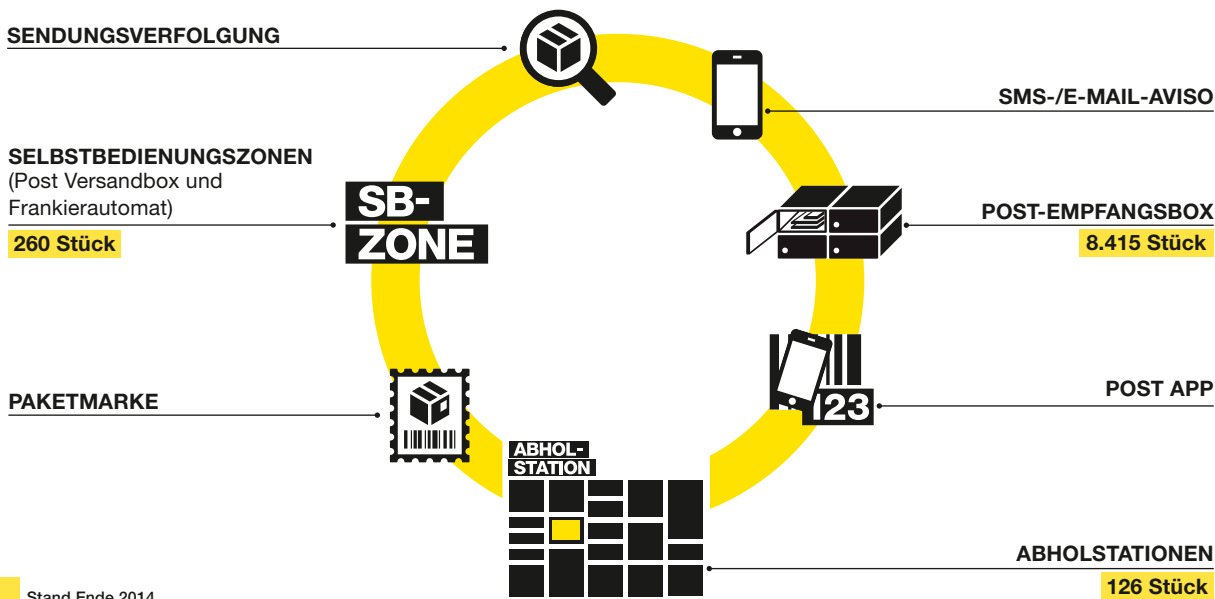 SENDUNGSVERFOLGUNG
SMS-/E-MAIL-AVISO
SELBSTBEDIENUNGSZONEN
(Post Versandbox und
Frankierautomat)
260 Stück
SB-
ZONE
POST-EMPFANGSBOX
8.415 Stück
POST APP
123
PAKETMARKE
ABHOL-
STATION
ABHOLSTATIONEN
126 Stück
Stand Ende 2014